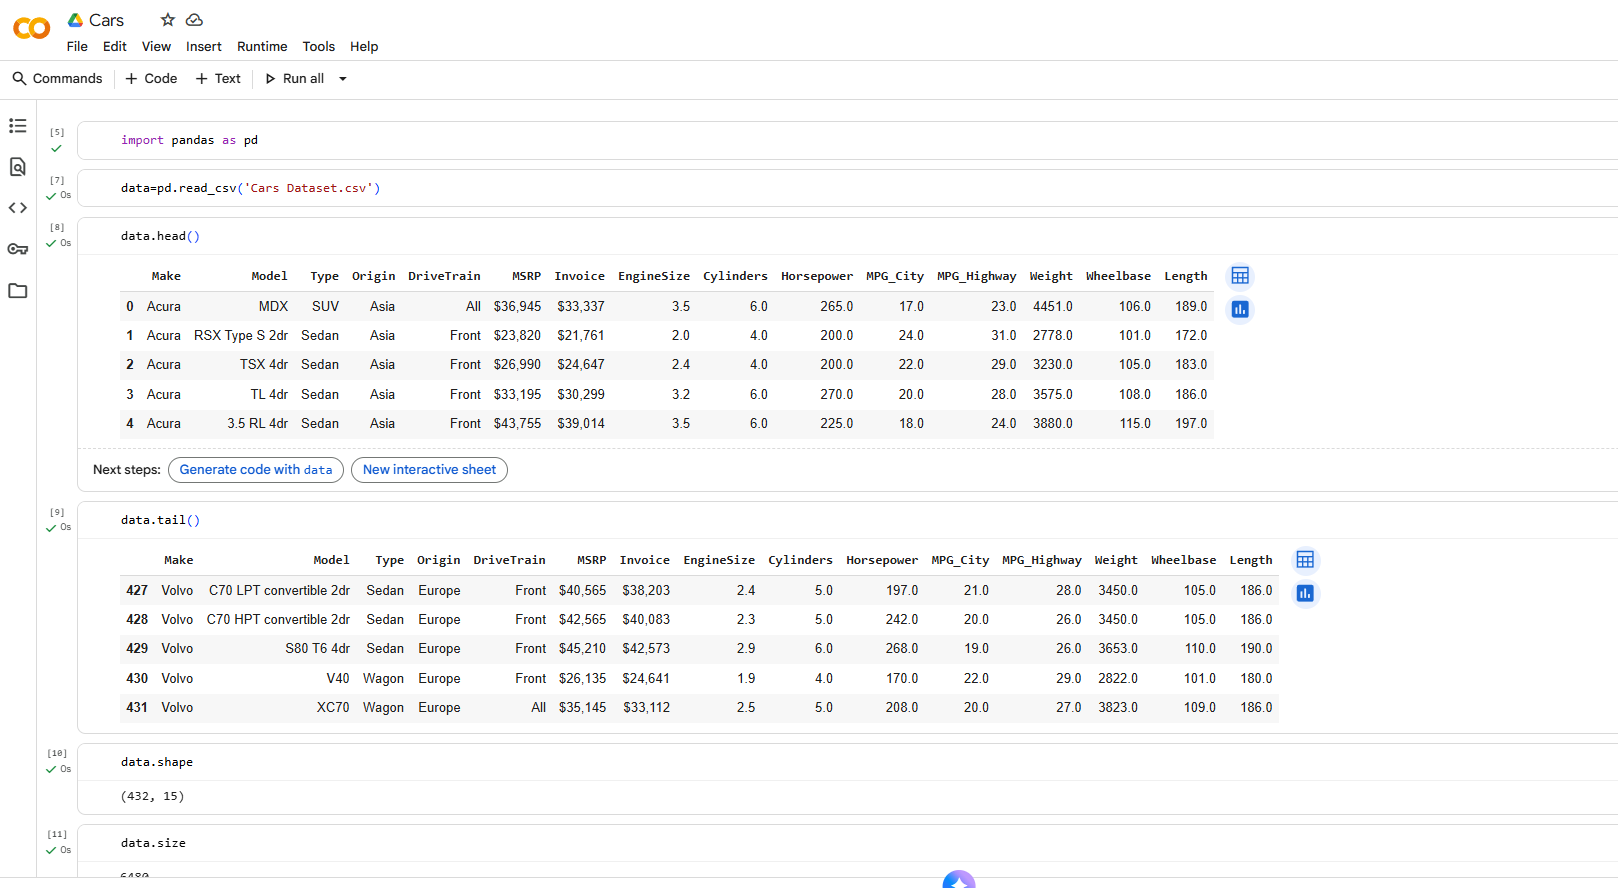 Cars
File Edit View Insert Runtime Tools Help
Commands + Code + Text Run all
[5]
import pandas as pd
[7]
0s
data=pd.read_csv('Cars Dataset.csv')
[8]
0s
data.head()
Make Model Type Origin DriveTrain MSRP Invoice EngineSize Cylinders Horsepower MPG_City MPG_Highway Weight Wheelbase Length
0 Acura MDX SUV Asia All $36,945 $33,337 3.5 6.0 265.0 17.0 23.0 4451.0 106.0 189.0
1 Acura RSX Type S 2dr Sedan Asia Front $23,820 $21,761 2.0 4.0 200.0 24.0 31.0 2778.0 101.0 172.0
2 Acura TSX 4dr Sedan Asia Front $26,990 $24,647 2.4 4.0 200.0 22.0 29.0 3230.0 105.0 183.0
3 Acura TL 4dr Sedan Asia Front $33,195 $30,299 3.2 6.0 270.0 20.0 28.0 3575.0 108.0 186.0
4 Acura 3.5 RL 4dr Sedan Asia Front $43,755 $39,014 3.5 6.0 225.0 18.0 24.0 3880.0 115.0 197.0
Next steps: Generate code with data New interactive sheet
[9]
0s
data.tail()
Make Model Type Origin DriveTrain MSRP Invoice EngineSize Cylinders Horsepower MPG_City MPG_Highway Weight Wheelbase Length
427 Volvo C70 LPT convertible 2dr Sedan Europe Front $40,565 $38,203 2.4 5.0 197.0 21.0 28.0 3450.0 105.0 186.0
428 Volvo C70 HPT convertible 2dr Sedan Europe Front $42,565 $40,083 2.3 5.0 242.0 20.0 26.0 3450.0 105.0 186.0
429 Volvo S80 T6 4dr Sedan Europe Front $45,210 $42,573 2.9 6.0 268.0 19.0 26.0 3653.0 110.0 190.0
430 Volvo V40 Wagon Europe Front $26,135 $24,641 1.9 4.0 170.0 22.0 29.0 2822.0 101.0 180.0
431 Volvo XC70 Wagon Europe All $35,145 $33,112 2.5 5.0 208.0 20.0 27.0 3823.0 109.0 186.0
[10]
0s
data.shape
(432, 15)
[11]
0s
data.size
6480